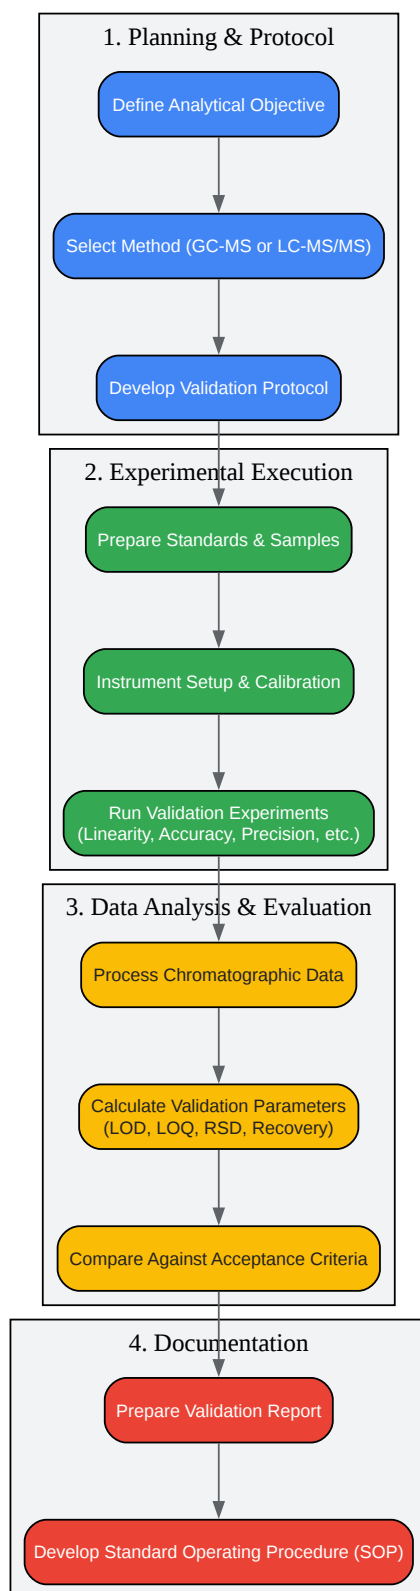 1. Planning & Protocol
Define Analytical Objective
Select Method (GC-MS or LC-MS/MS)
Develop Validation Protocol
2. Experimental Execution
Prepare Standards & Samples
Instrument Setup & Calibration
Run Validation Experiments
(Linearity, Accuracy, Precision, etc.)
3. Data Analysis & Evaluation
Process Chromatographic Data
Calculate Validation Parameters
(LOD, LOQ, RSD, Recovery)
Compare Against Acceptance Criteria
4. Documentation
Prepare Validation Report
Develop Standard Operating Procedure (SOP)